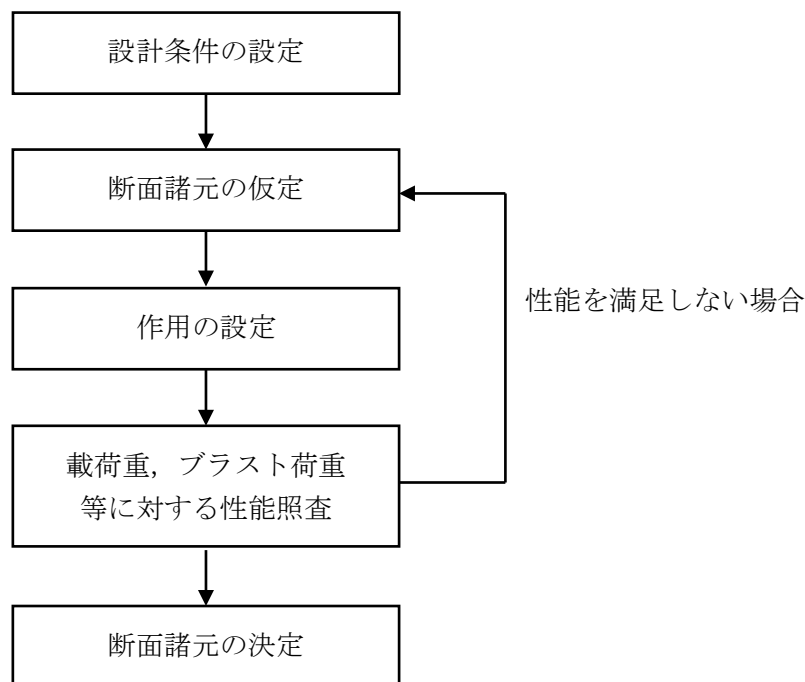 設計条件の設定
断面諸元の仮定
性能を満足しない場合
作用の設定
載荷重，ブラスト荷重
等に対する性能照査
断面諸元の決定